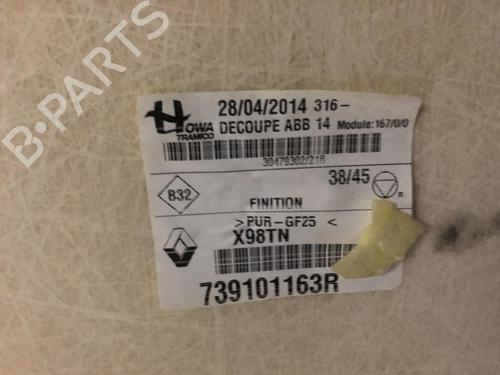 B-PARTS
HOWA
TRAMICO
28/04/2014 316-
DECOUPE ABB 14 Module:167/0/0
30479302/216
B32
38/45
R
FINITION
>PUR-GF25 <
X98TN
739101163R